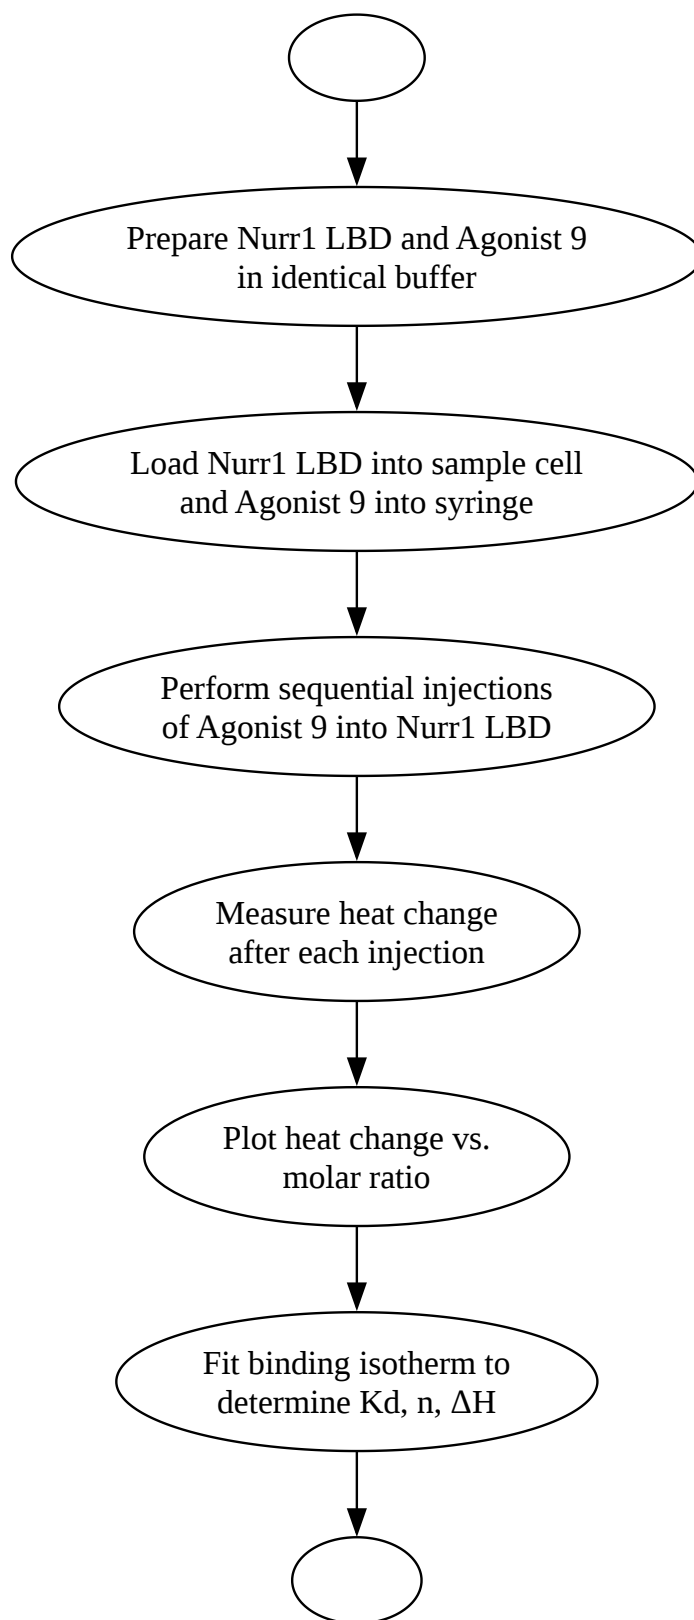 Prepare Nurr1 LBD and Agonist 9
in identical buffer
Load Nurr1 LBD into sample cell
and Agonist 9 into syringe
Perform sequential injections
of Agonist 9 into Nurr1 LBD
Measure heat change
after each injection
Plot heat change vs.
molar ratio
Fit binding isotherm to
determine Kd, n, ΔH